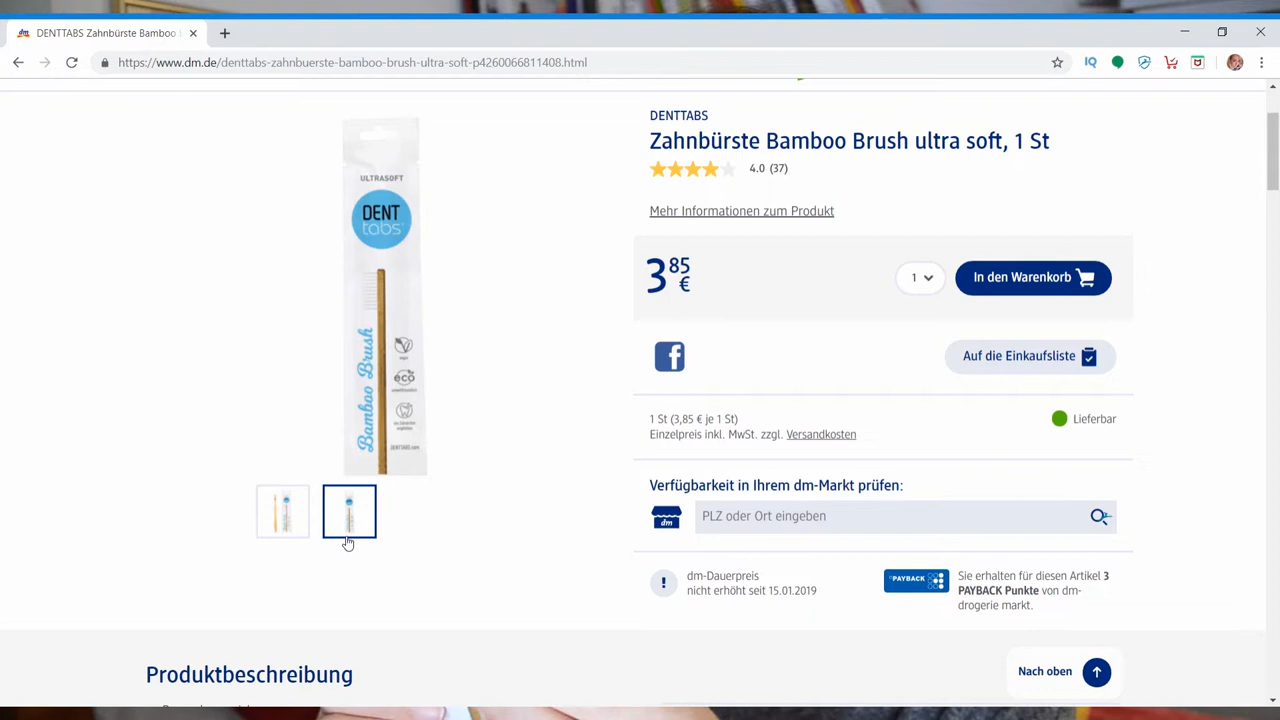 DENTTABS Zahnbürste Bamboo
https://www.dm.de/denttabs-zahnbuerste-bamboo-brush-ultra-soft-p4260066811408.html
DENTTABS
Zahnbürste Bamboo Brush ultra soft, 1 St
4.0 (37)
Mehr Informationen zum Produkt
3 85 €
1
In den Warenkorb
Auf die Einkaufsliste
1 St (3,85 € je 1 St)
Lieferbar
Einzelpreis inkl. MwSt. zzgl. Versandkosten
Verfügbarkeit in Ihrem dm-Markt prüfen:
dm
PLZ oder Ort eingeben
dm-Dauerpreis
nicht erhöht seit 15.01.2019
PAYBACK
Sie erhalten für diesen Artikel 3
PAYBACK Punkte von dm-
drogerie markt.
ULTRASOFT
DENT
tabs
Bamboo Brush
vegan
eco
DENTTABS.com
Produktbeschreibung
Nach oben